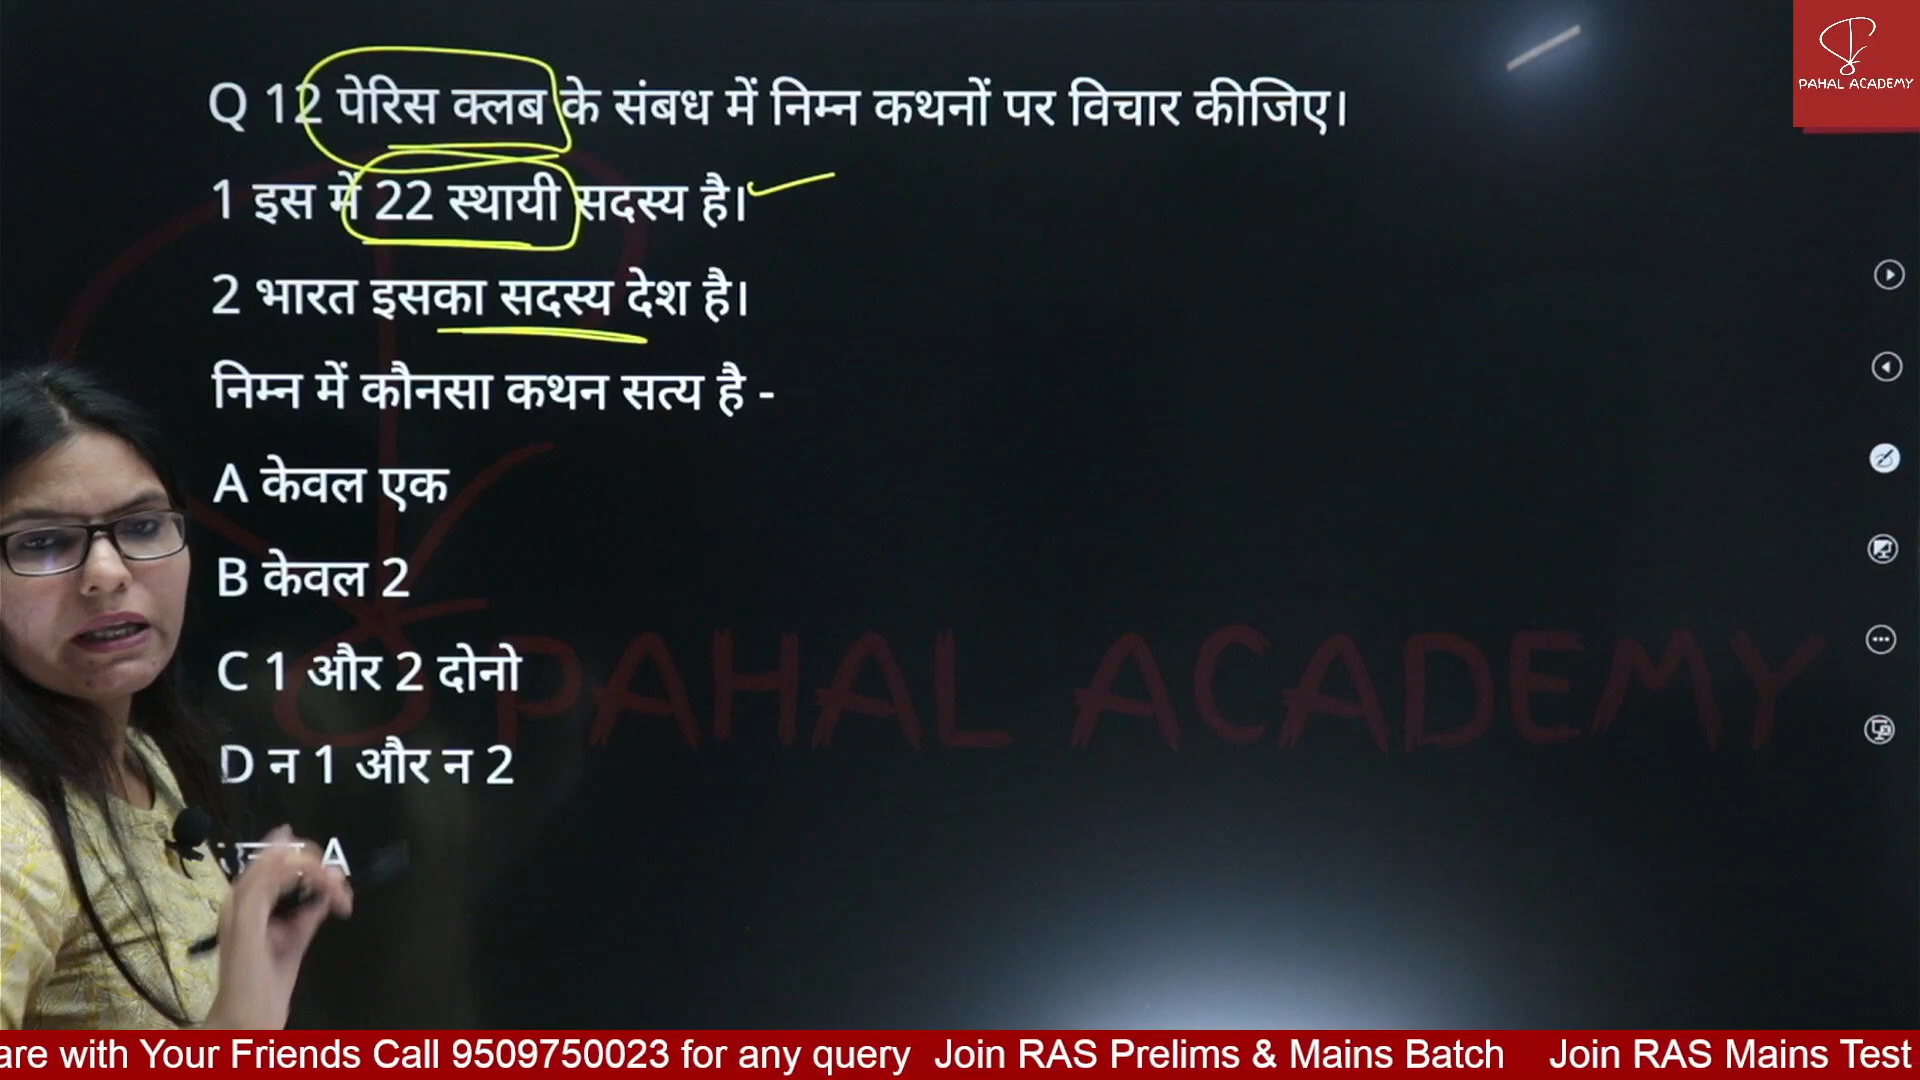 Q 12 पेरिस क्लब के संबध में निम्न कथनों पर विचार कीजिए।
1 इस में 22 स्थायी सदस्य है।
2 भारत इसका सदस्य देश है।
निम्न में कौनसा कथन सत्य है -
A केवल एक
B केवल 2
C 1 और 2 दोनो
D न 1 और न 2
A
PAHAL ACADEMY
PAHAL ACADEMY
are with Your Friends Call 9509750023 for any query Join RAS Prelims & Mains Batch Join RAS Mains Test